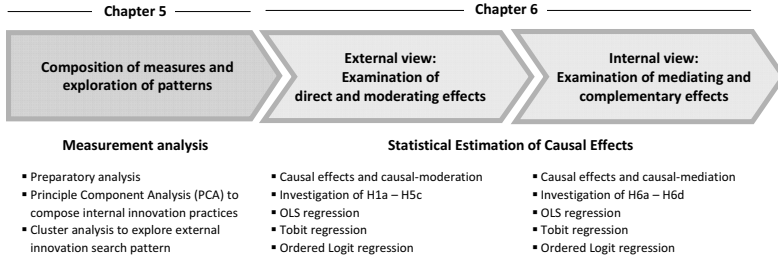 Chapter 5
Chapter 6
Composition of measures and
exploration of patterns
External view:
Examination of
direct and moderating effects
Internal view:
Examination of mediating and
complementary effects
Measurement analysis
▪ Preparatory analysis
▪ Principle Component Analysis (PCA) to
compose internal innovation practices
▪ Cluster analysis to explore external
innovation search pattern
Statistical Estimation of Causal Effects
▪ Causal effects and causal-moderation
▪ Investigation of H1a – H5c
▪ OLS regression
▪ Tobit regression
▪ Ordered Logit regression
▪ Causal effects and causal-mediation
▪ Investigation of H6a – H6d
▪ OLS regression
▪ Tobit regression
▪ Ordered Logit regression